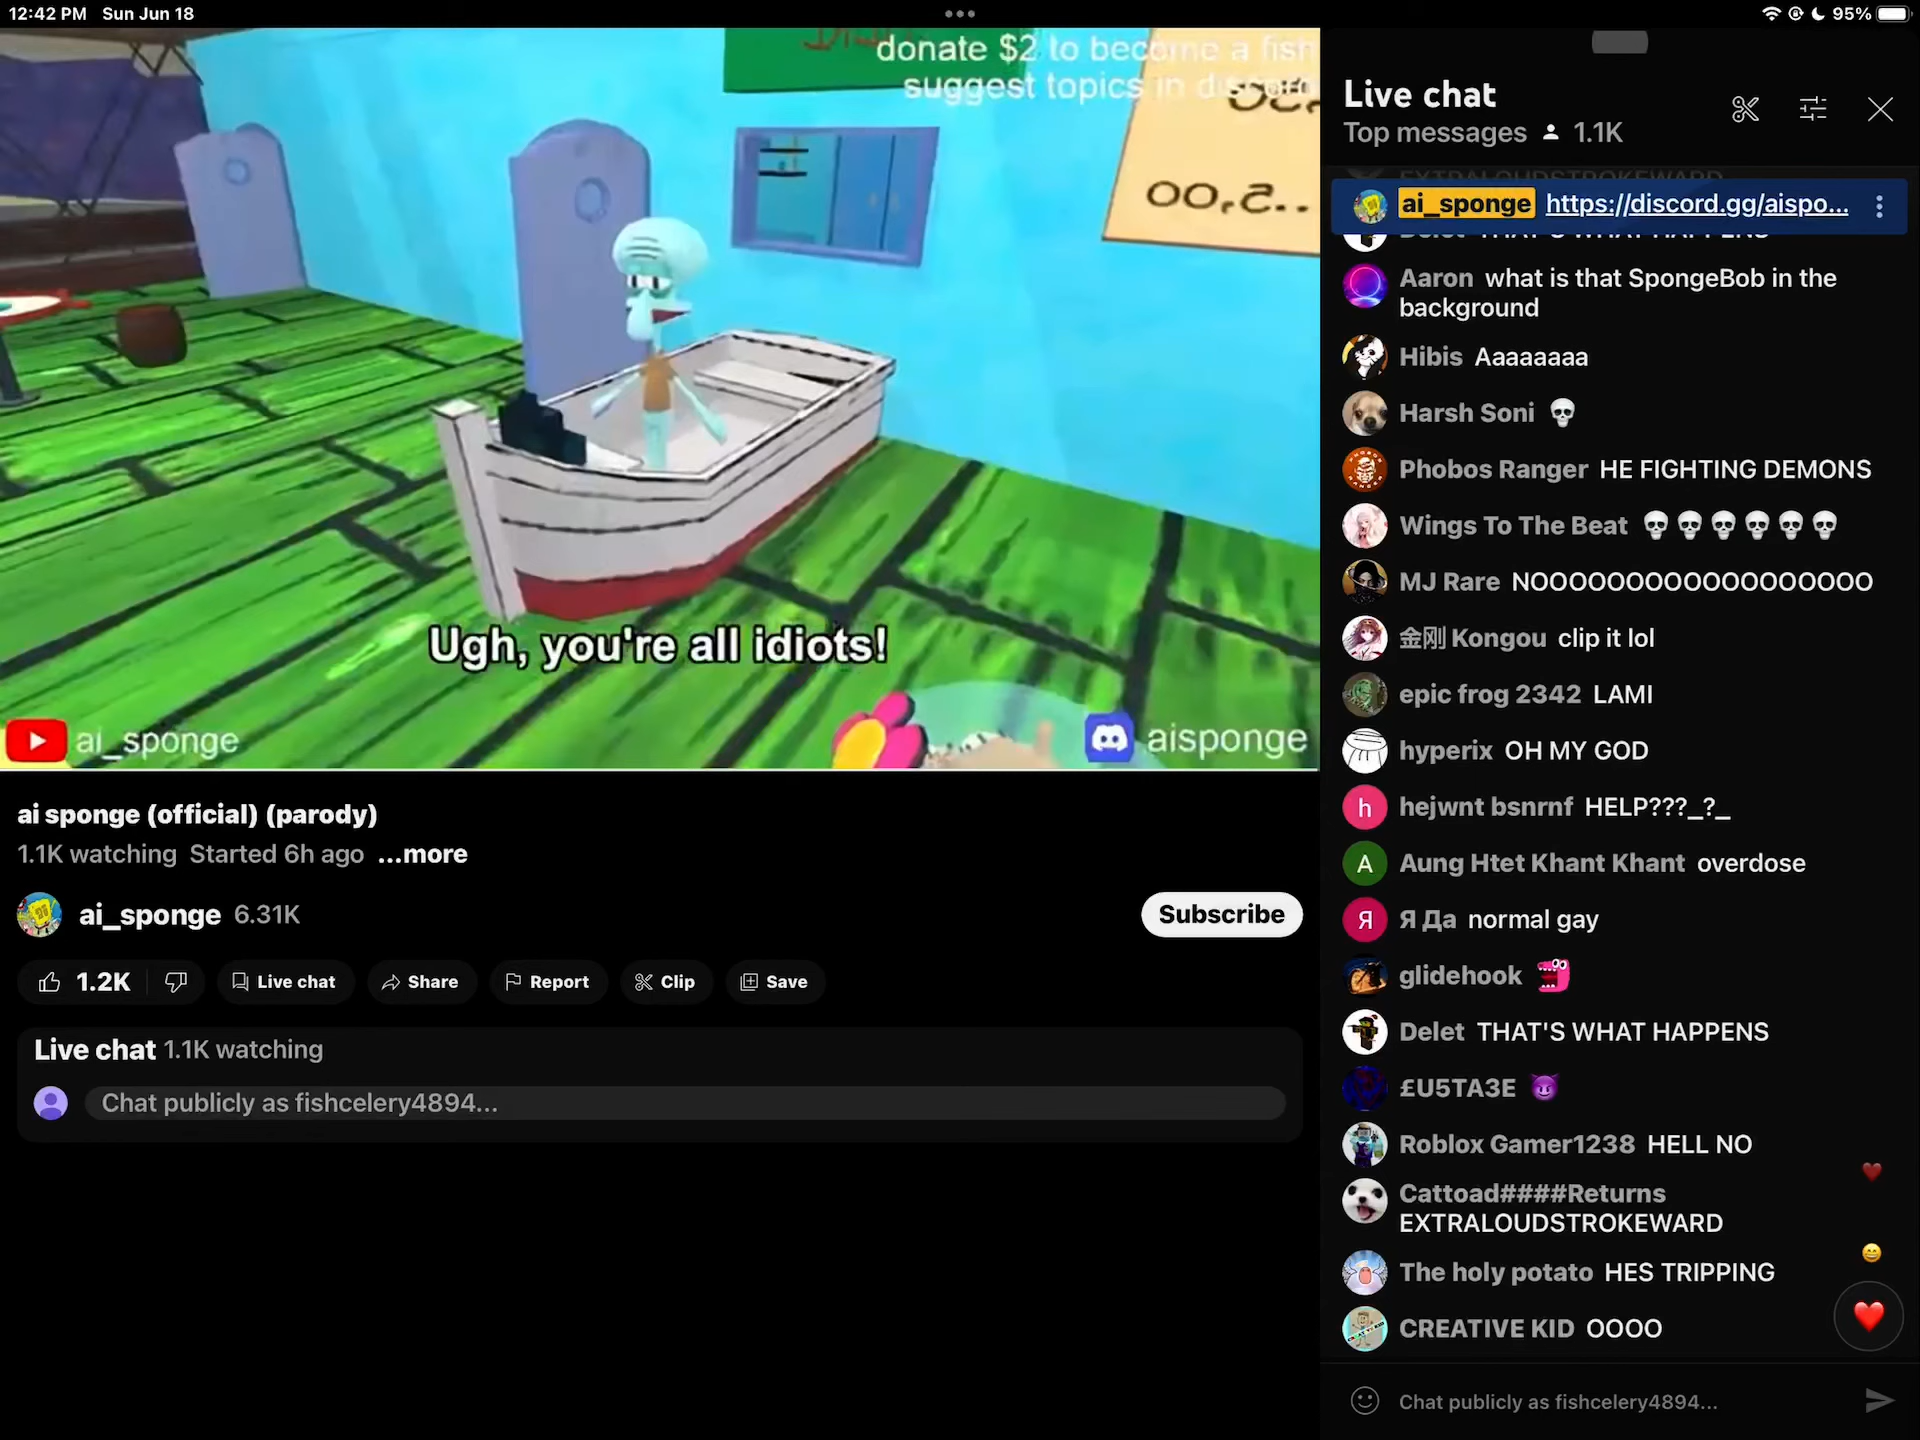 12:42 PM Sun Jun 18
95%
donate $2 to become a fish
suggest topics in discord
5,00..
Ugh, you're all idiots!
ai_sponge
aisponge
ai sponge (official) (parody)
1.1K watching Started 6h ago ...more
ai_sponge 6.31K
Subscribe
1.2K
Live chat
Share
Report
Clip
Save
Live chat 1.1K watching
Chat publicly as fishcelery4894...
Live chat
Top messages 1.1K
EXTRALOUDSTROKEWARD
ai_sponge https://discord.gg/aispo...
Delet THAT'S WHAT HAPPENS
Aaron what is that SpongeBob in the
background
Hibis Aaaaaaaa
Harsh Soni 💀
Phobos Ranger HE FIGHTING DEMONS
Wings To The Beat 💀💀💀💀💀💀
MJ Rare NOOOOOOOOOOOOOOOOOO
金刚 Kongou clip it lol
epic frog 2342 LAMI
hyperix OH MY GOD
h hejwnt bsnrnf HELP???_?_
A Aung Htet Khant Khant overdose
Я Я Да normal gay
glidehook
Delet THAT'S WHAT HAPPENS
£U5TA3E 😈
Roblox Gamer1238 HELL NO
Cattoad####Returns
EXTRALOUDSTROKEWARD
The holy potato HES TRIPPING
CREATIVE KID OOOO
Chat publicly as fishcelery4894...